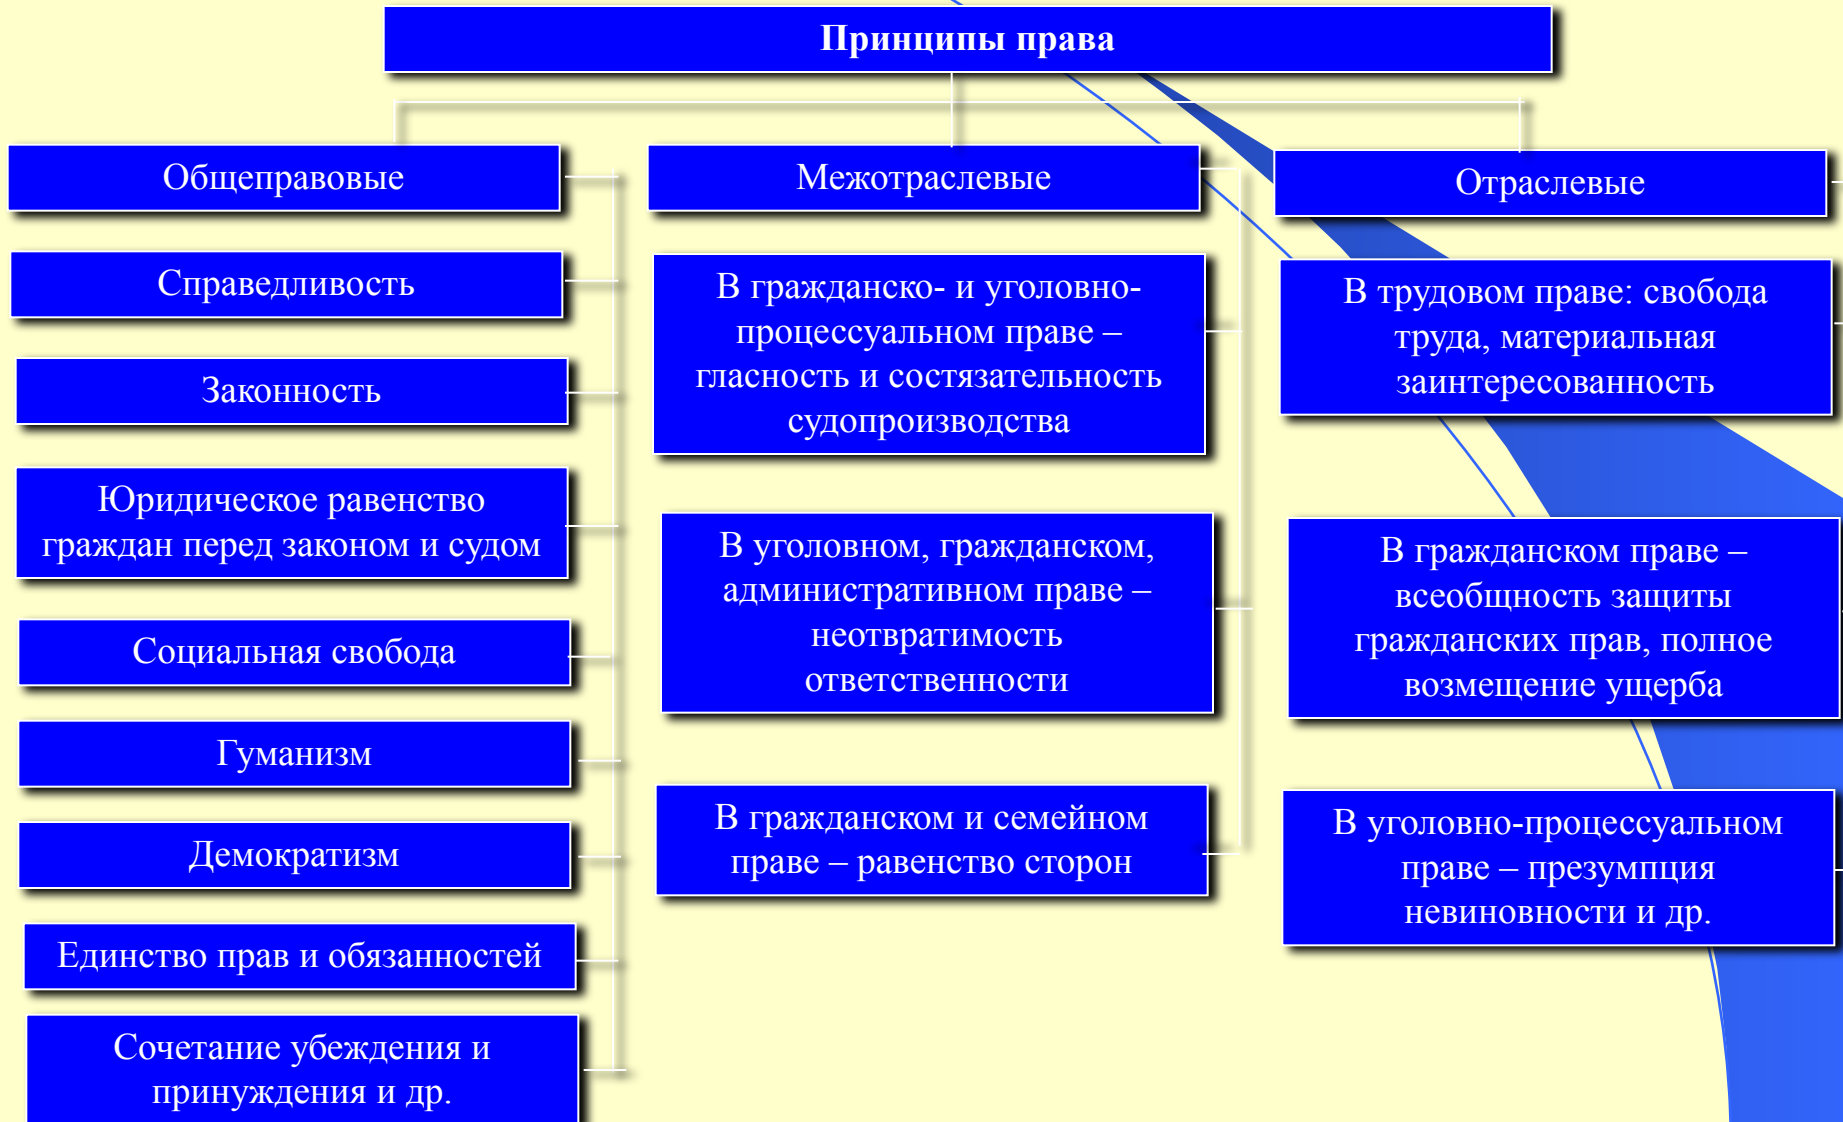 Принципы права
Общеправовые
Справедливость
Законность
Юридическое равенство
граждан перед законом и судом
Социальная свобода
Гуманизм
Демократизм
Единство прав и обязанностей
Сочетание убеждения и
принуждения и др.
Межотраслевые
В гражданско- и уголовно-
процессуальном праве –
гласность и состязательность
судопроизводства
В уголовном, гражданском,
административном праве –
неотвратимость
ответственности
В гражданском и семейном
праве – равенство сторон
Отраслевые
В трудовом праве: свобода
труда, материальная
заинтересованность
В гражданском праве –
всеобщность защиты
гражданских прав, полное
возмещение ущерба
В уголовно-процессуальном
праве – презумпция
невиновности и др.